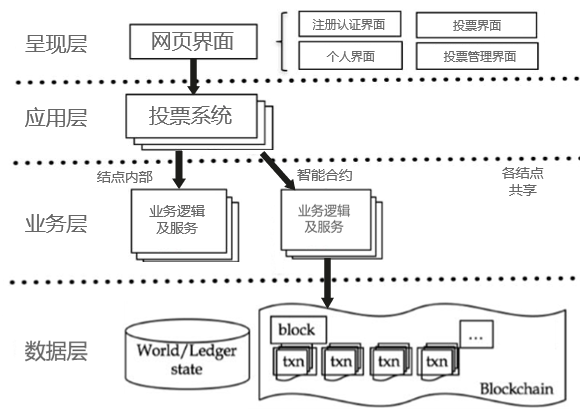 呈现层
网页界面
注册认证界面
投票界面
个人界面
投票管理界面
应用层
投票系统
结点内部
智能合约
各结点
共享
业务层
业务逻辑
及服务
业务逻辑
及服务
数据层
World/Ledger
state
block
...
txn
txn
txn
txn
Blockchain